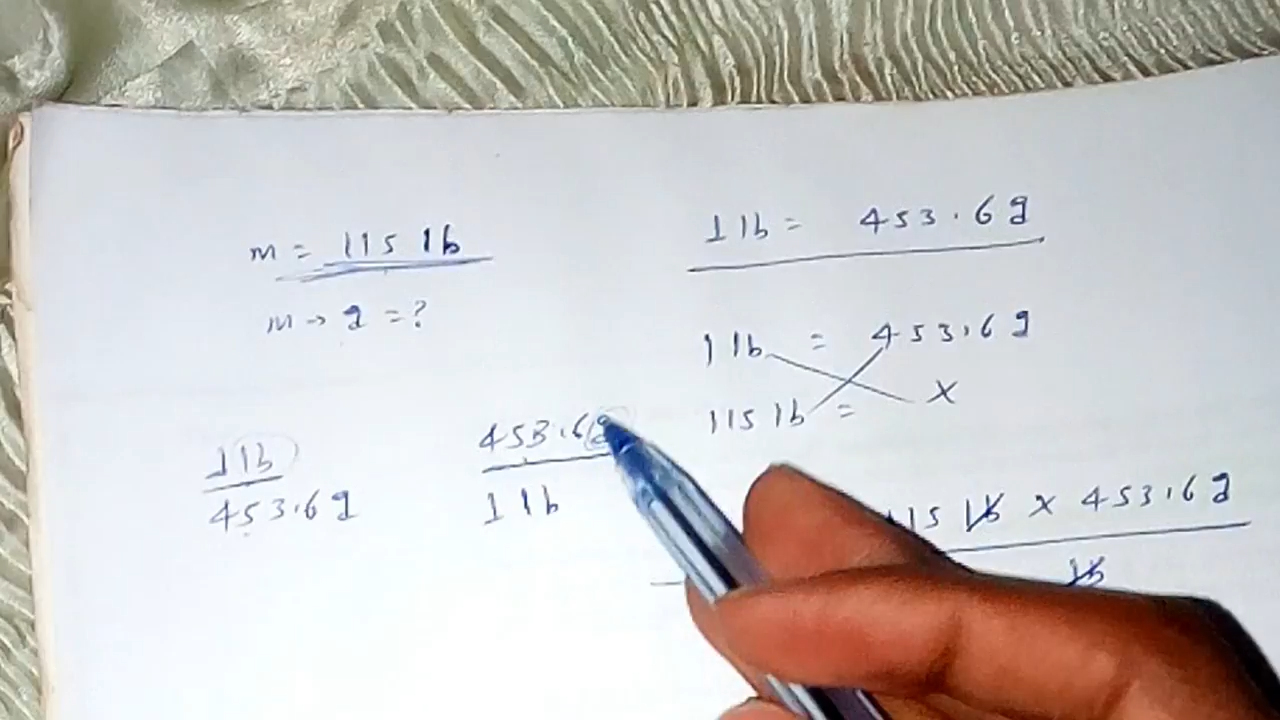 m = 115 lb
m → g = ?
1 lb
453.6 g
453.6 g
1 lb
1 lb = 453.6 g
1 lb = 453.6 g
115 lb = x
115 lb x 453.6 g
lb